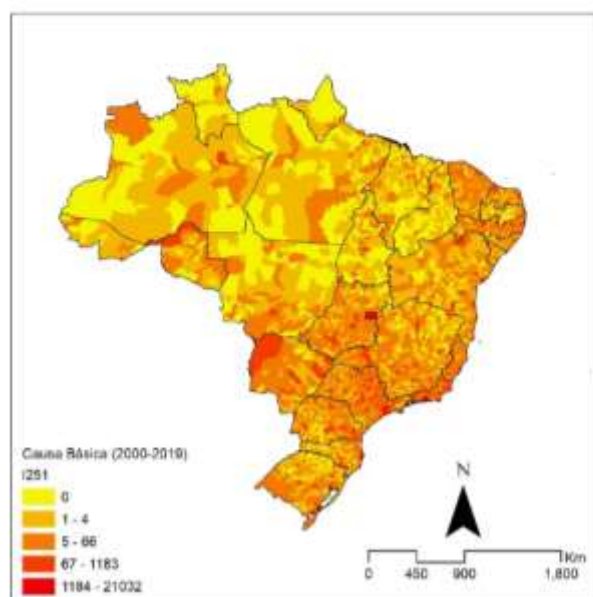 Causa Básica (2000-2019)
I251
0
1 - 4
5 - 66
67 - 1183
1184 - 21032
N
Km
0 450 900 1,800